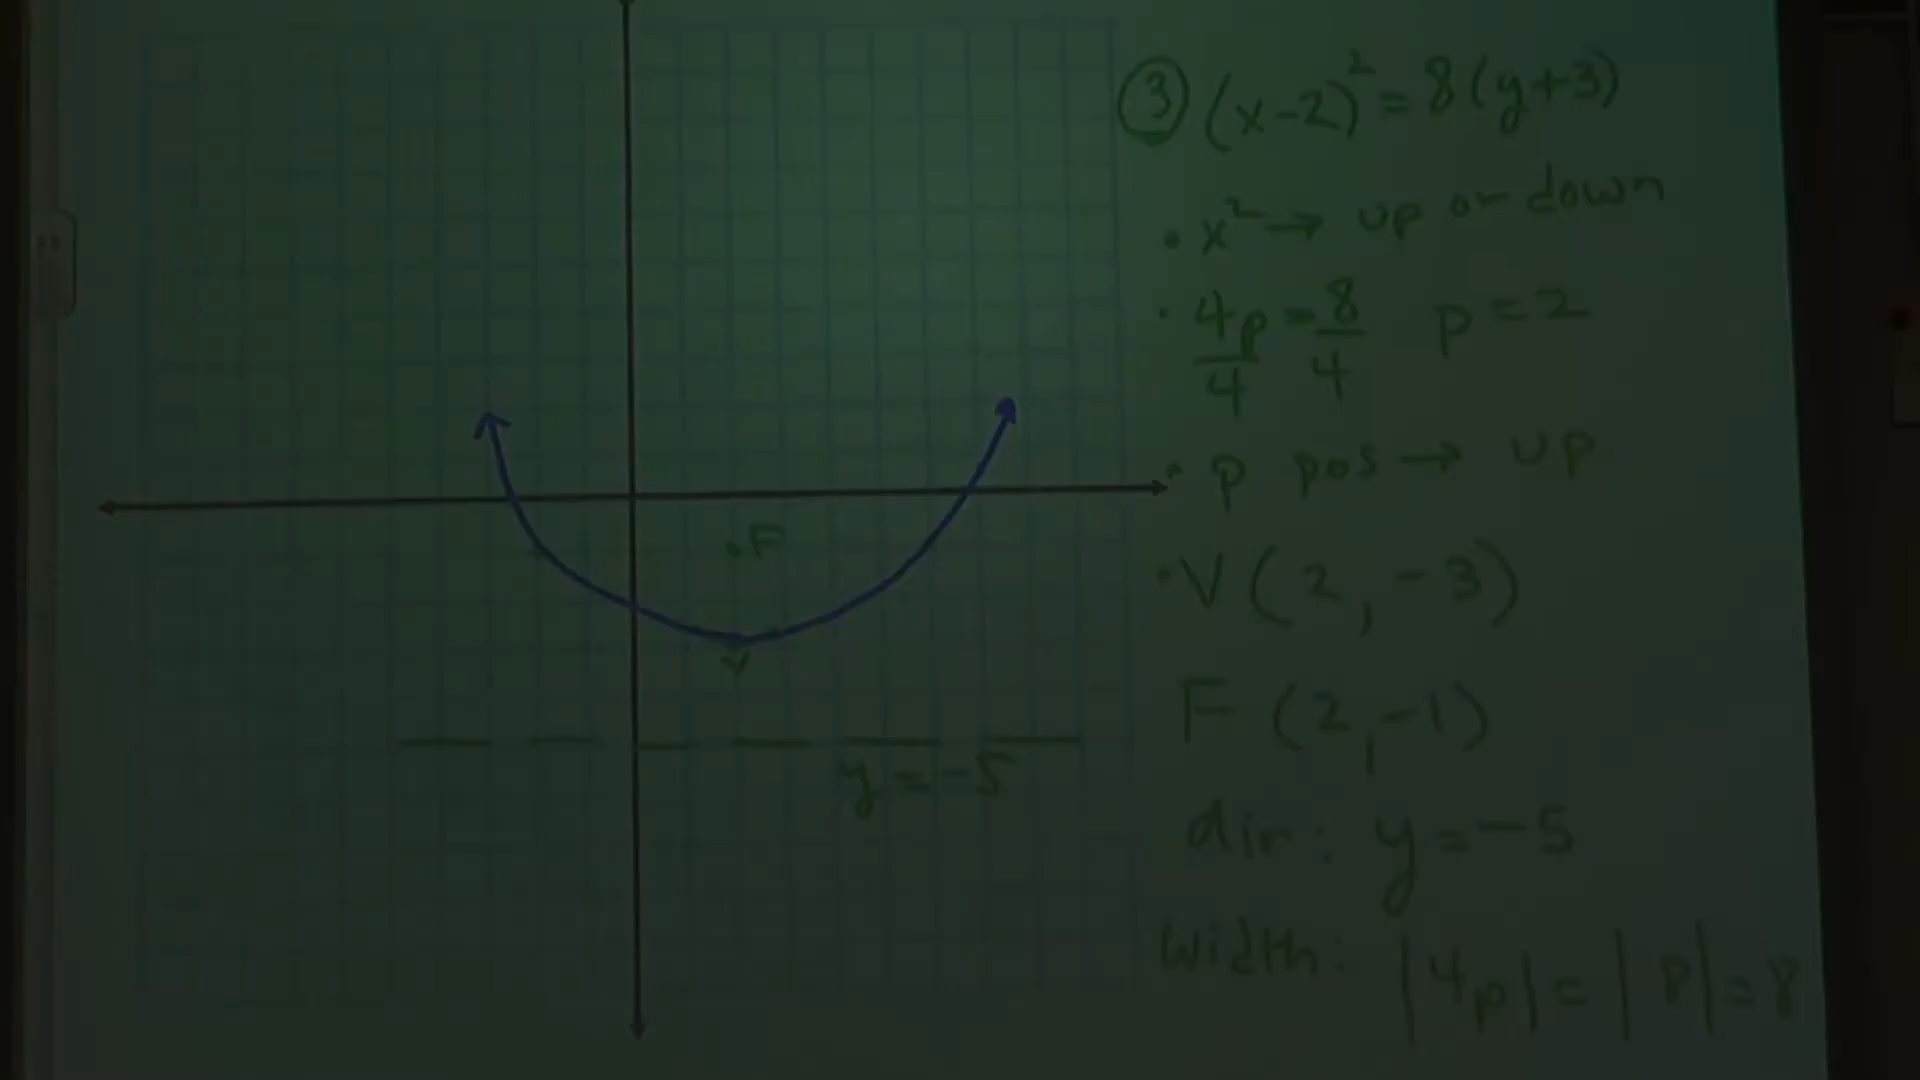 ③ (x-2)² = 8(y+3)
• x² → up or down
• 4p/4 = 8/4 p = 2
• p pos → up
• V(2, -3)
F(2, -1)
dir: y = -5
width: |4p| = |8| = 8
.F
V
y = -5